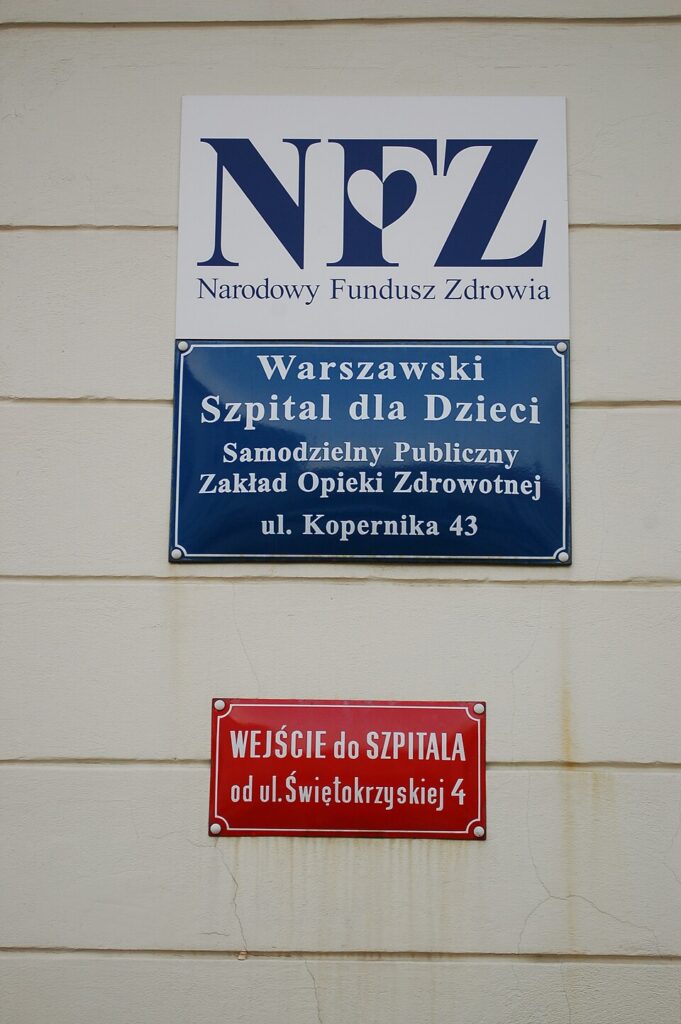 NFZ
Narodowy Fundusz Zdrowia
Warszawski
Szpital dla Dzieci
Samodzielny Publiczny
Zakład Opieki Zdrowotnej
ul. Kopernika 43
WEJŚCIE do SZPITALA
od ul. Świętokrzyskiej 4